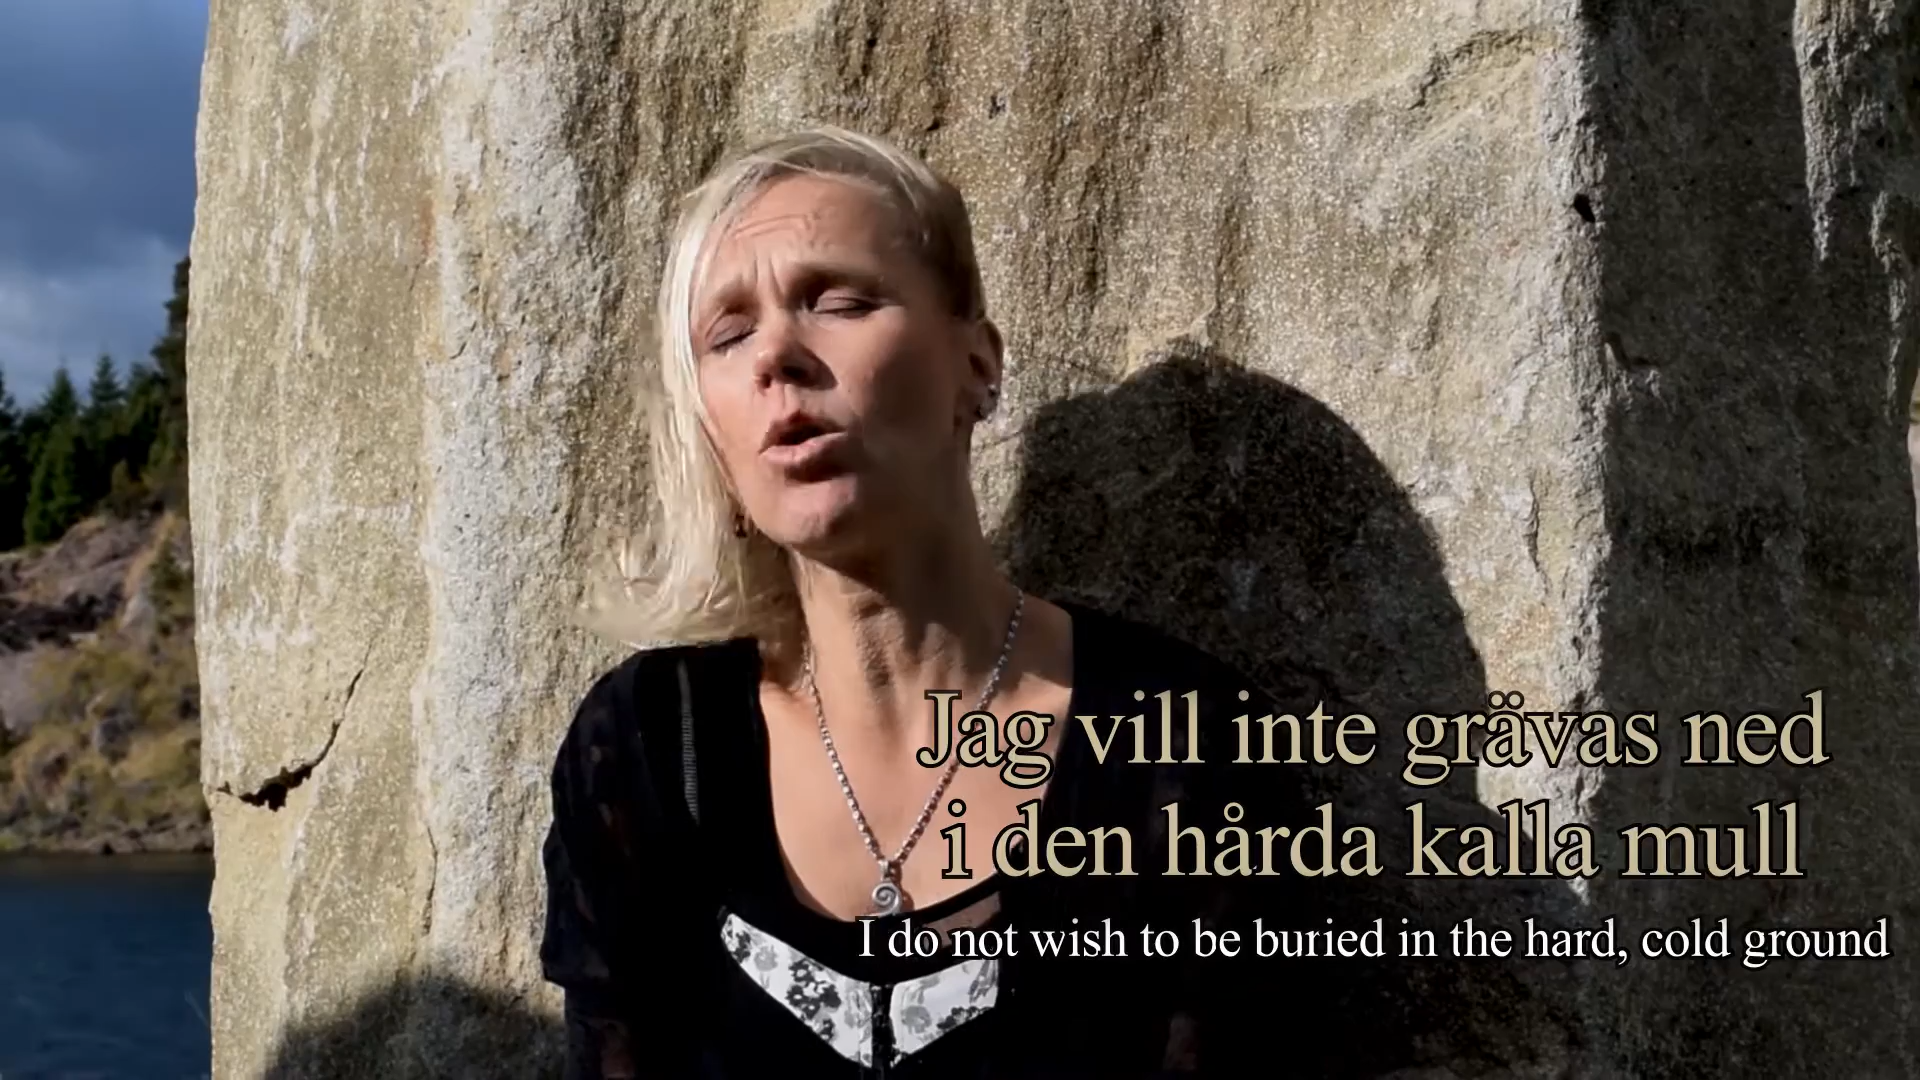 Jag vill inte grävas ned
i den hårda kalla mull
I do not wish to be buried in the hard, cold ground